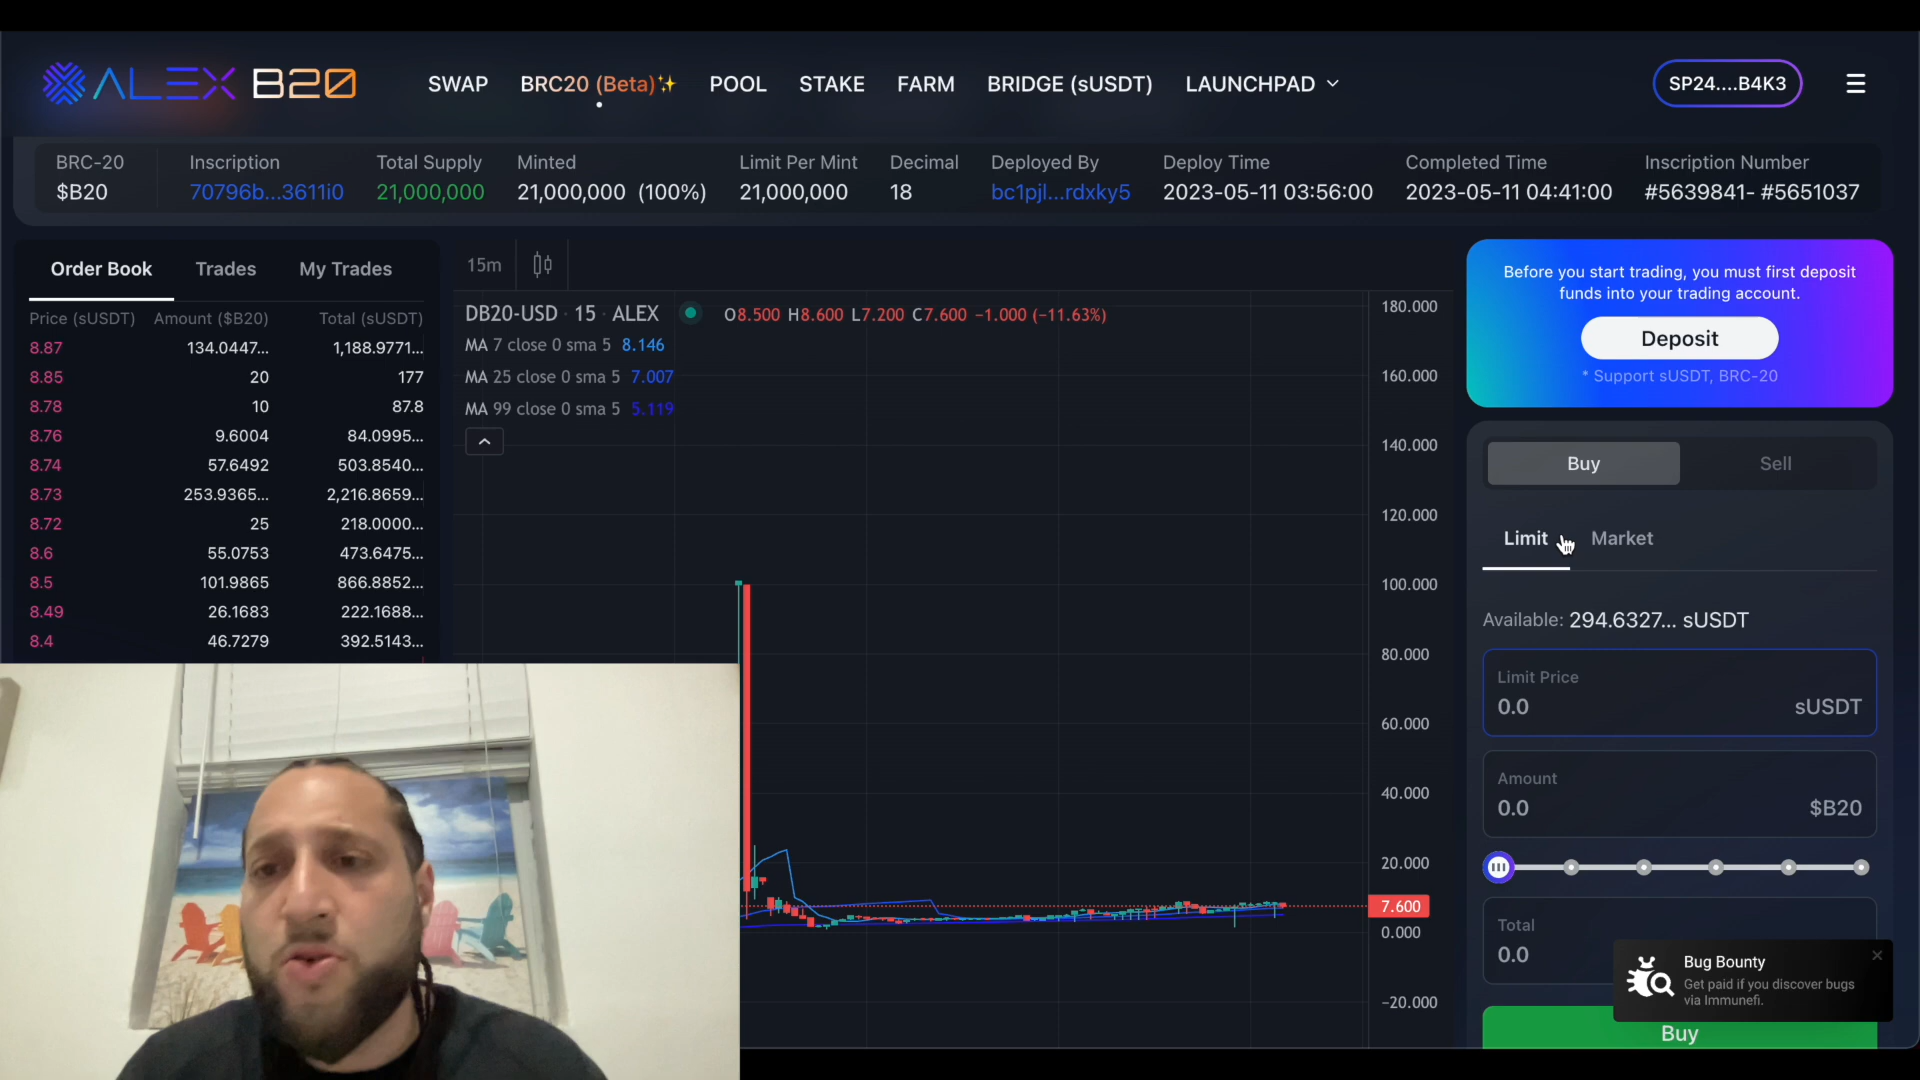 ALEX B20
SWAP BRC20 (Beta)✨ POOL STAKE FARM BRIDGE (sUSDT) LAUNCHPAD
SP24....B4K3
BRC-20 Inscription Total Supply Minted Limit Per Mint Decimal Deployed By Deploy Time Completed Time Inscription Number
$B20 70796b...3611i0 21,000,000 21,000,000 (100%) 21,000,000 18 bc1pjl...rdxky5 2023-05-11 03:56:00 2023-05-11 04:41:00 #5639841- #5651037
Order Book Trades My Trades
Price (sUSDT) Amount ($B20) Total (sUSDT)
8.87 134.0447... 1,188.9771...
8.85 20 177
8.78 10 87.8
8.76 9.6004 84.0995...
8.74 57.6492 503.8540...
8.73 253.9365... 2,216.8659...
8.72 25 218.0000...
8.6 55.0753 473.6475...
8.5 101.9865 866.8852...
8.49 26.1683 222.1688...
8.4 46.7279 392.5143...
15m
DB20-USD · 15 · ALEX O8.500 H8.600 L7.200 C7.600 −1.000 (−11.63%)
MA 7 close 0 sma 5 8.146
MA 25 close 0 sma 5 7.007
MA 99 close 0 sma 5 5.119
180.000
160.000
140.000
120.000
100.000
80.000
60.000
40.000
20.000
7.600
0.000
−20.000
Before you start trading, you must first deposit
funds into your trading account.
Deposit
* Support sUSDT, BRC-20
Buy Sell
Limit Market
Available: 294.6327... sUSDT
Limit Price
0.0 sUSDT
Amount
0.0 $B20
Total
0.0
Bug Bounty
Get paid if you discover bugs
via Immunefi.
Buy